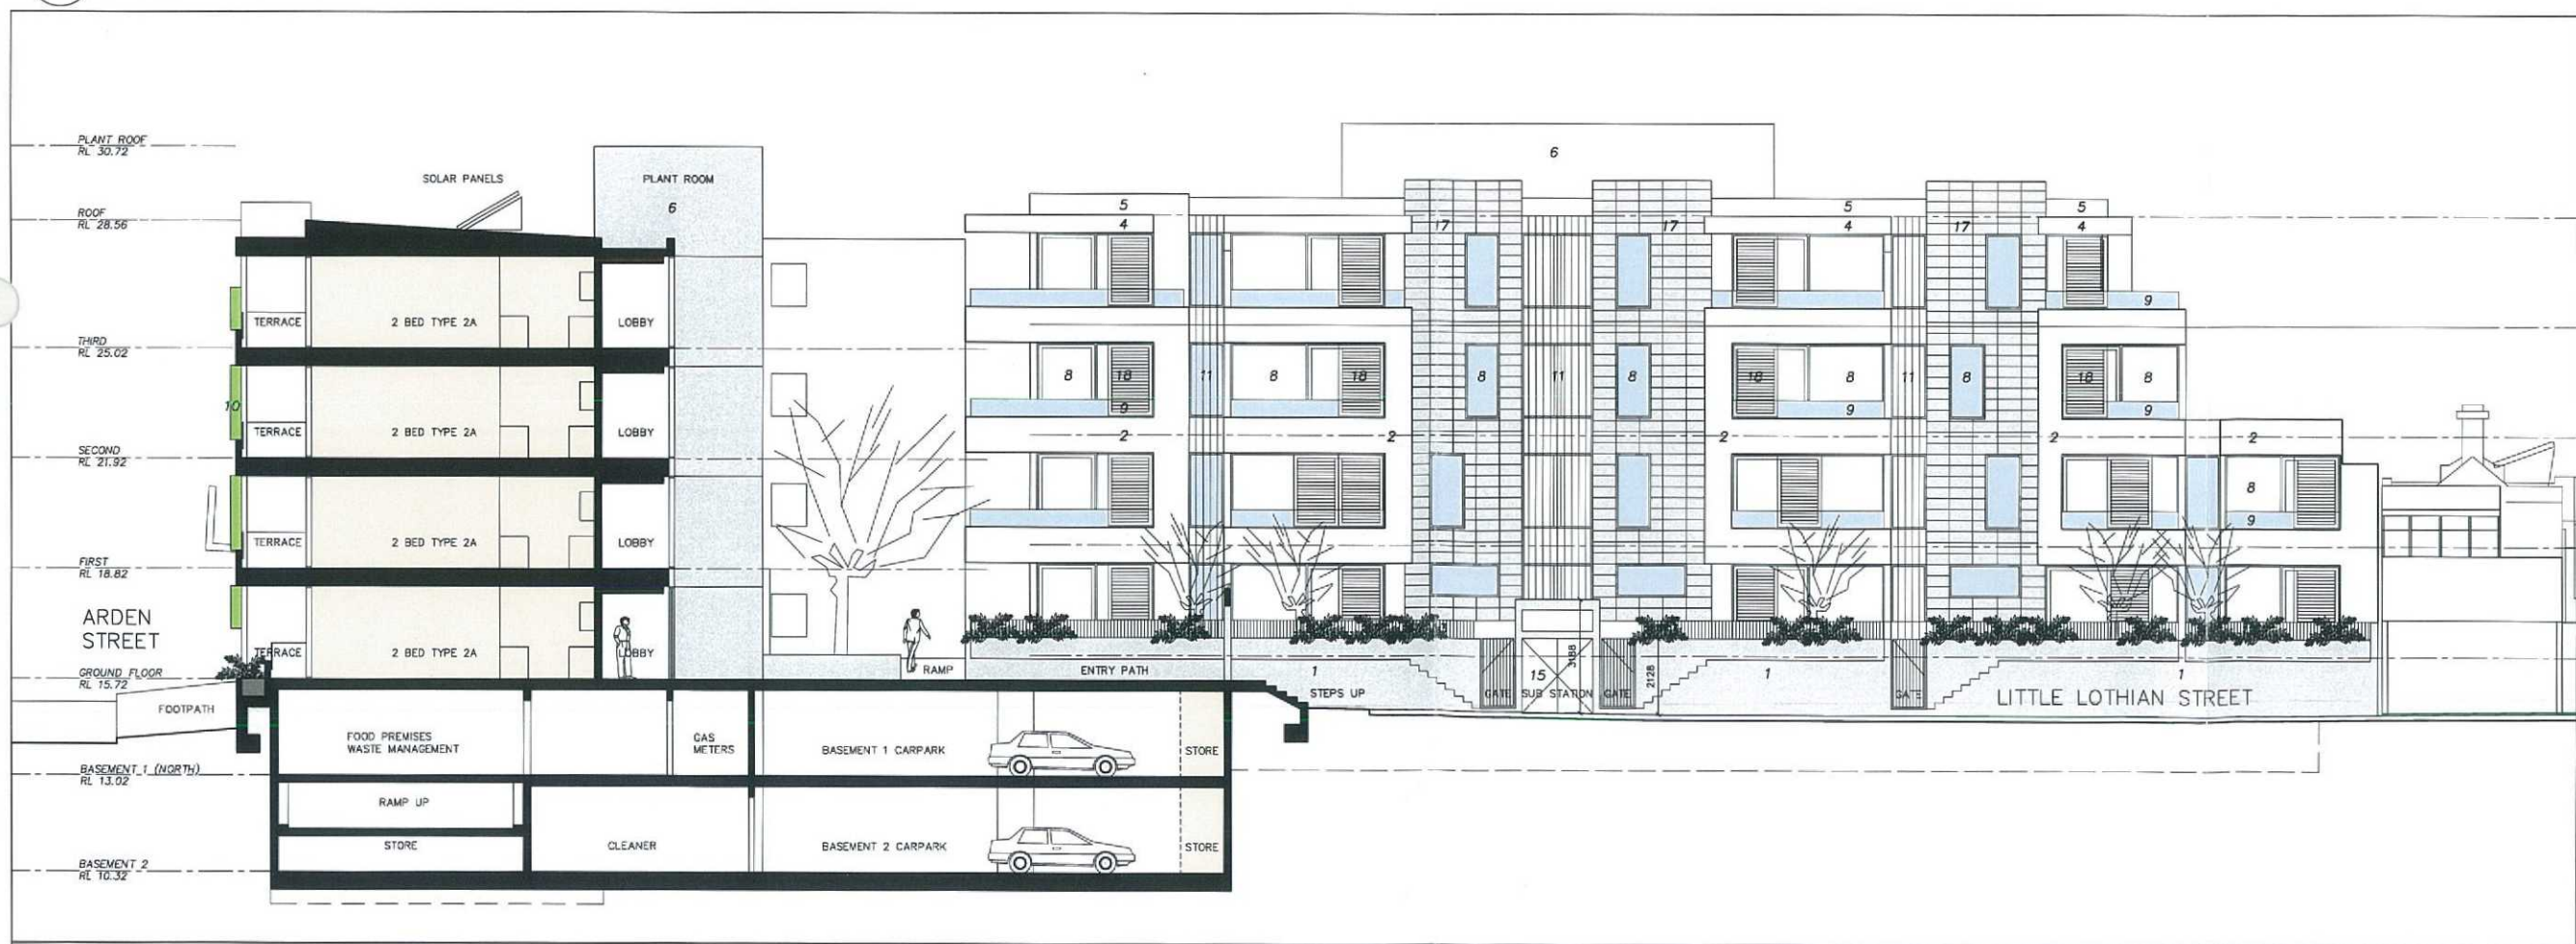 PLANT ROOF
RL 30.72
ROOF
RL 28.56
THIRD
RL 25.02
SECOND
RL 21.92
FIRST
RL 18.82
ARDEN
STREET
GROUND FLOOR
RL 15.72
FOOTPATH
BASEMENT 1 (NORTH)
RL 13.02
BASEMENT 2
RL 10.32
SOLAR PANELS
PLANT ROOM
6
TERRACE
2 BED TYPE 2A
LOBBY
10
TERRACE
2 BED TYPE 2A
LOBBY
TERRACE
2 BED TYPE 2A
LOBBY
TERRACE
2 BED TYPE 2A
LOBBY
FOOD PREMISES
WASTE MANAGEMENT
GAS
METERS
BASEMENT 1 CARPARK
STORE
RAMP UP
STORE
CLEANER
BASEMENT 2 CARPARK
STORE
RAMP
ENTRY PATH
6
5
5
5
4
17
17
4
17
4
9
8
18
11
8
18
8
11
8
18
8
11
8
18
8
9
9
9
2
2
2
2
2
8
9
1
STEPS UP
GATE
15
SUB STATION
3188
GATE
2128
1
GATE
1
LITTLE LOTHIAN STREET